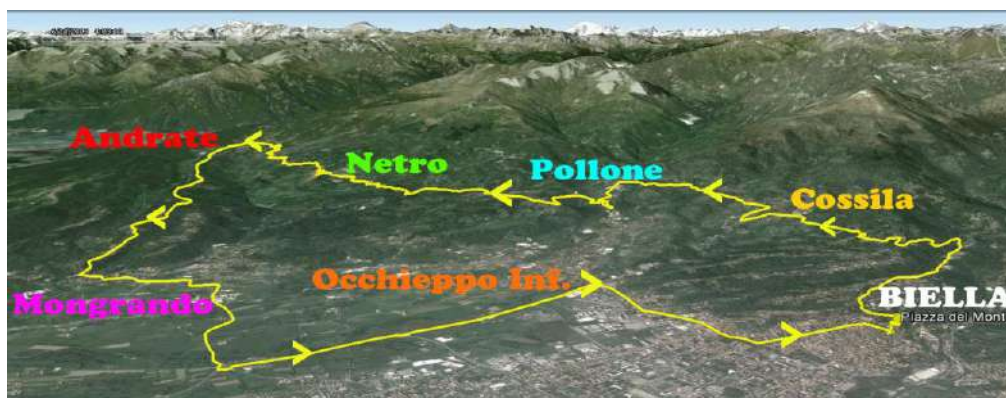 Andrate
Netro
Pollone
Cossila
Occhieppo Inf.
BIELLA
Mongrando
Piazza del Mont